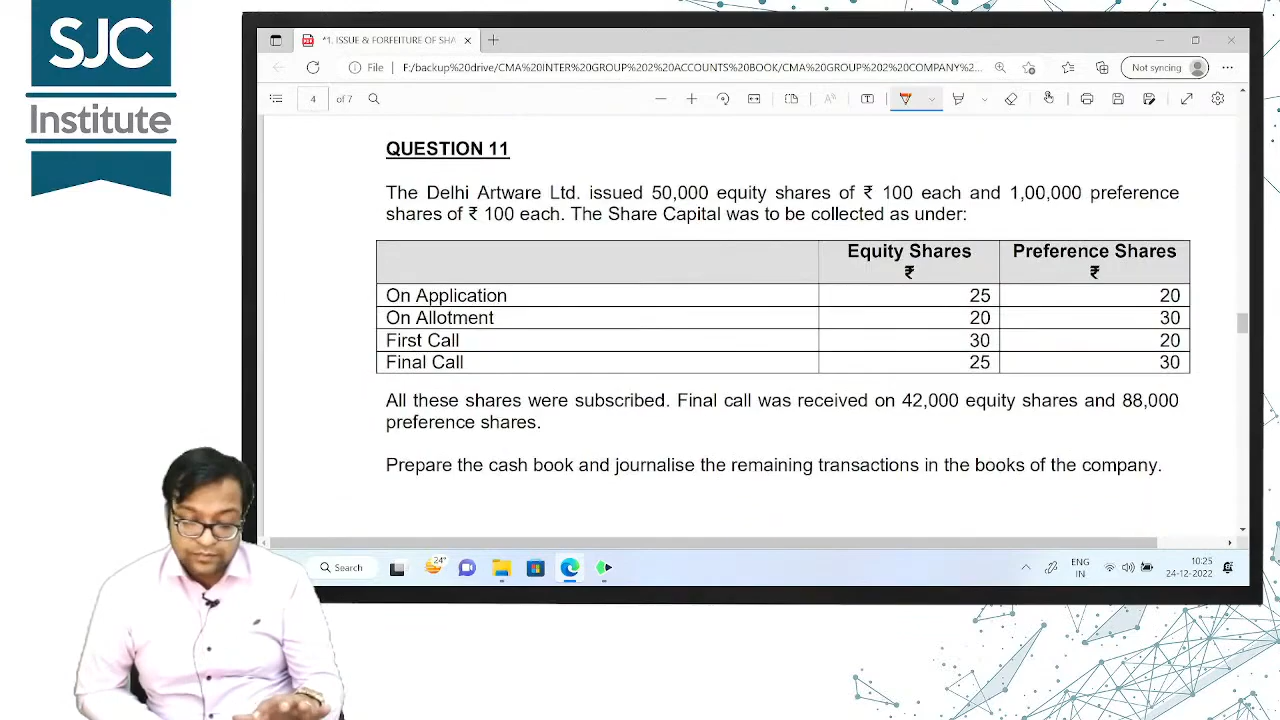 SJC
Institute
*1. ISSUE & FORFEITURE OF SHA
File F:/backup%20drive/CMA%20INTER%20GROUP%202%20ACCOUNTS%20BOOK/CMA%20GROUP%202%20COMPANY%2... Not syncing
4 of 7
QUESTION 11
The Delhi Artware Ltd. issued 50,000 equity shares of ₹ 100 each and 1,00,000 preference
shares of ₹ 100 each. The Share Capital was to be collected as under:
Equity Shares Preference Shares
₹ ₹
On Application 25 20
On Allotment 20 30
First Call 30 20
Final Call 25 30
All these shares were subscribed. Final call was received on 42,000 equity shares and 88,000
preference shares.
Prepare the cash book and journalise the remaining transactions in the books of the company.
Search 24° ENG 10:25
IN 24-12-2022